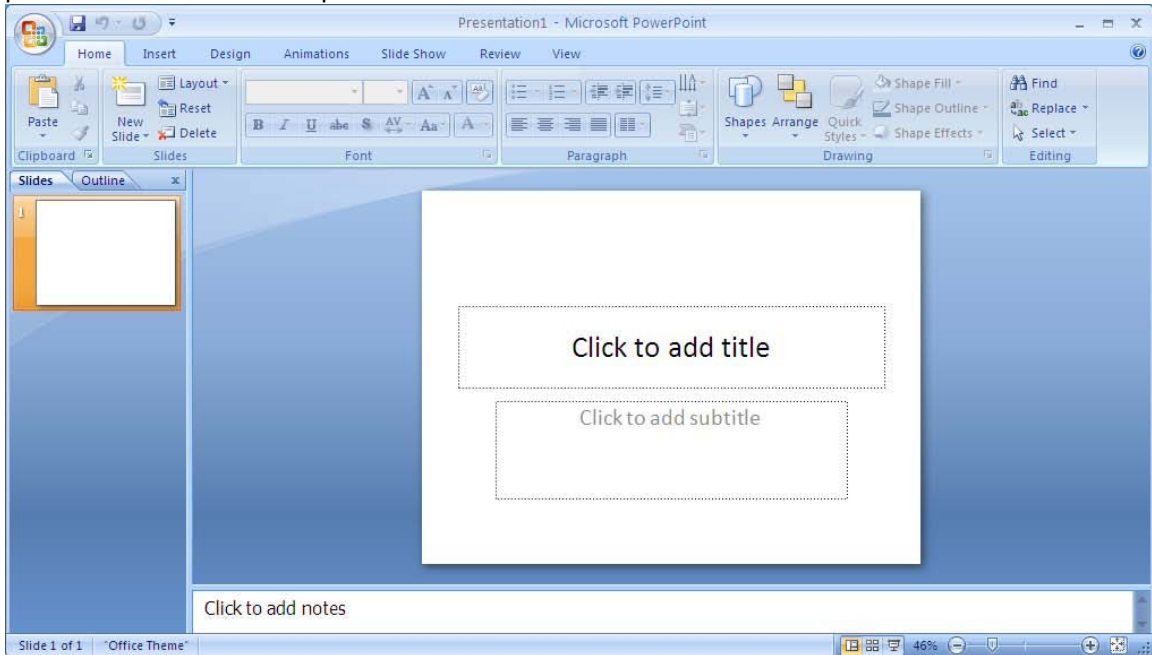 Presentation1 - Microsoft PowerPoint
Home Insert Design Animations Slide Show Review View
Layout
Reset
Delete
Paste
New
Slide
B I U abc S AV Aa A
A A
Shapes Arrange Quick
Styles
Shape Fill
Shape Outline
Shape Effects
Find
Replace
Select
Clipboard Slides Font Paragraph Drawing Editing
Slides Outline x
1
Click to add title
Click to add subtitle
Click to add notes
Slide 1 of 1 "Office Theme" 46%